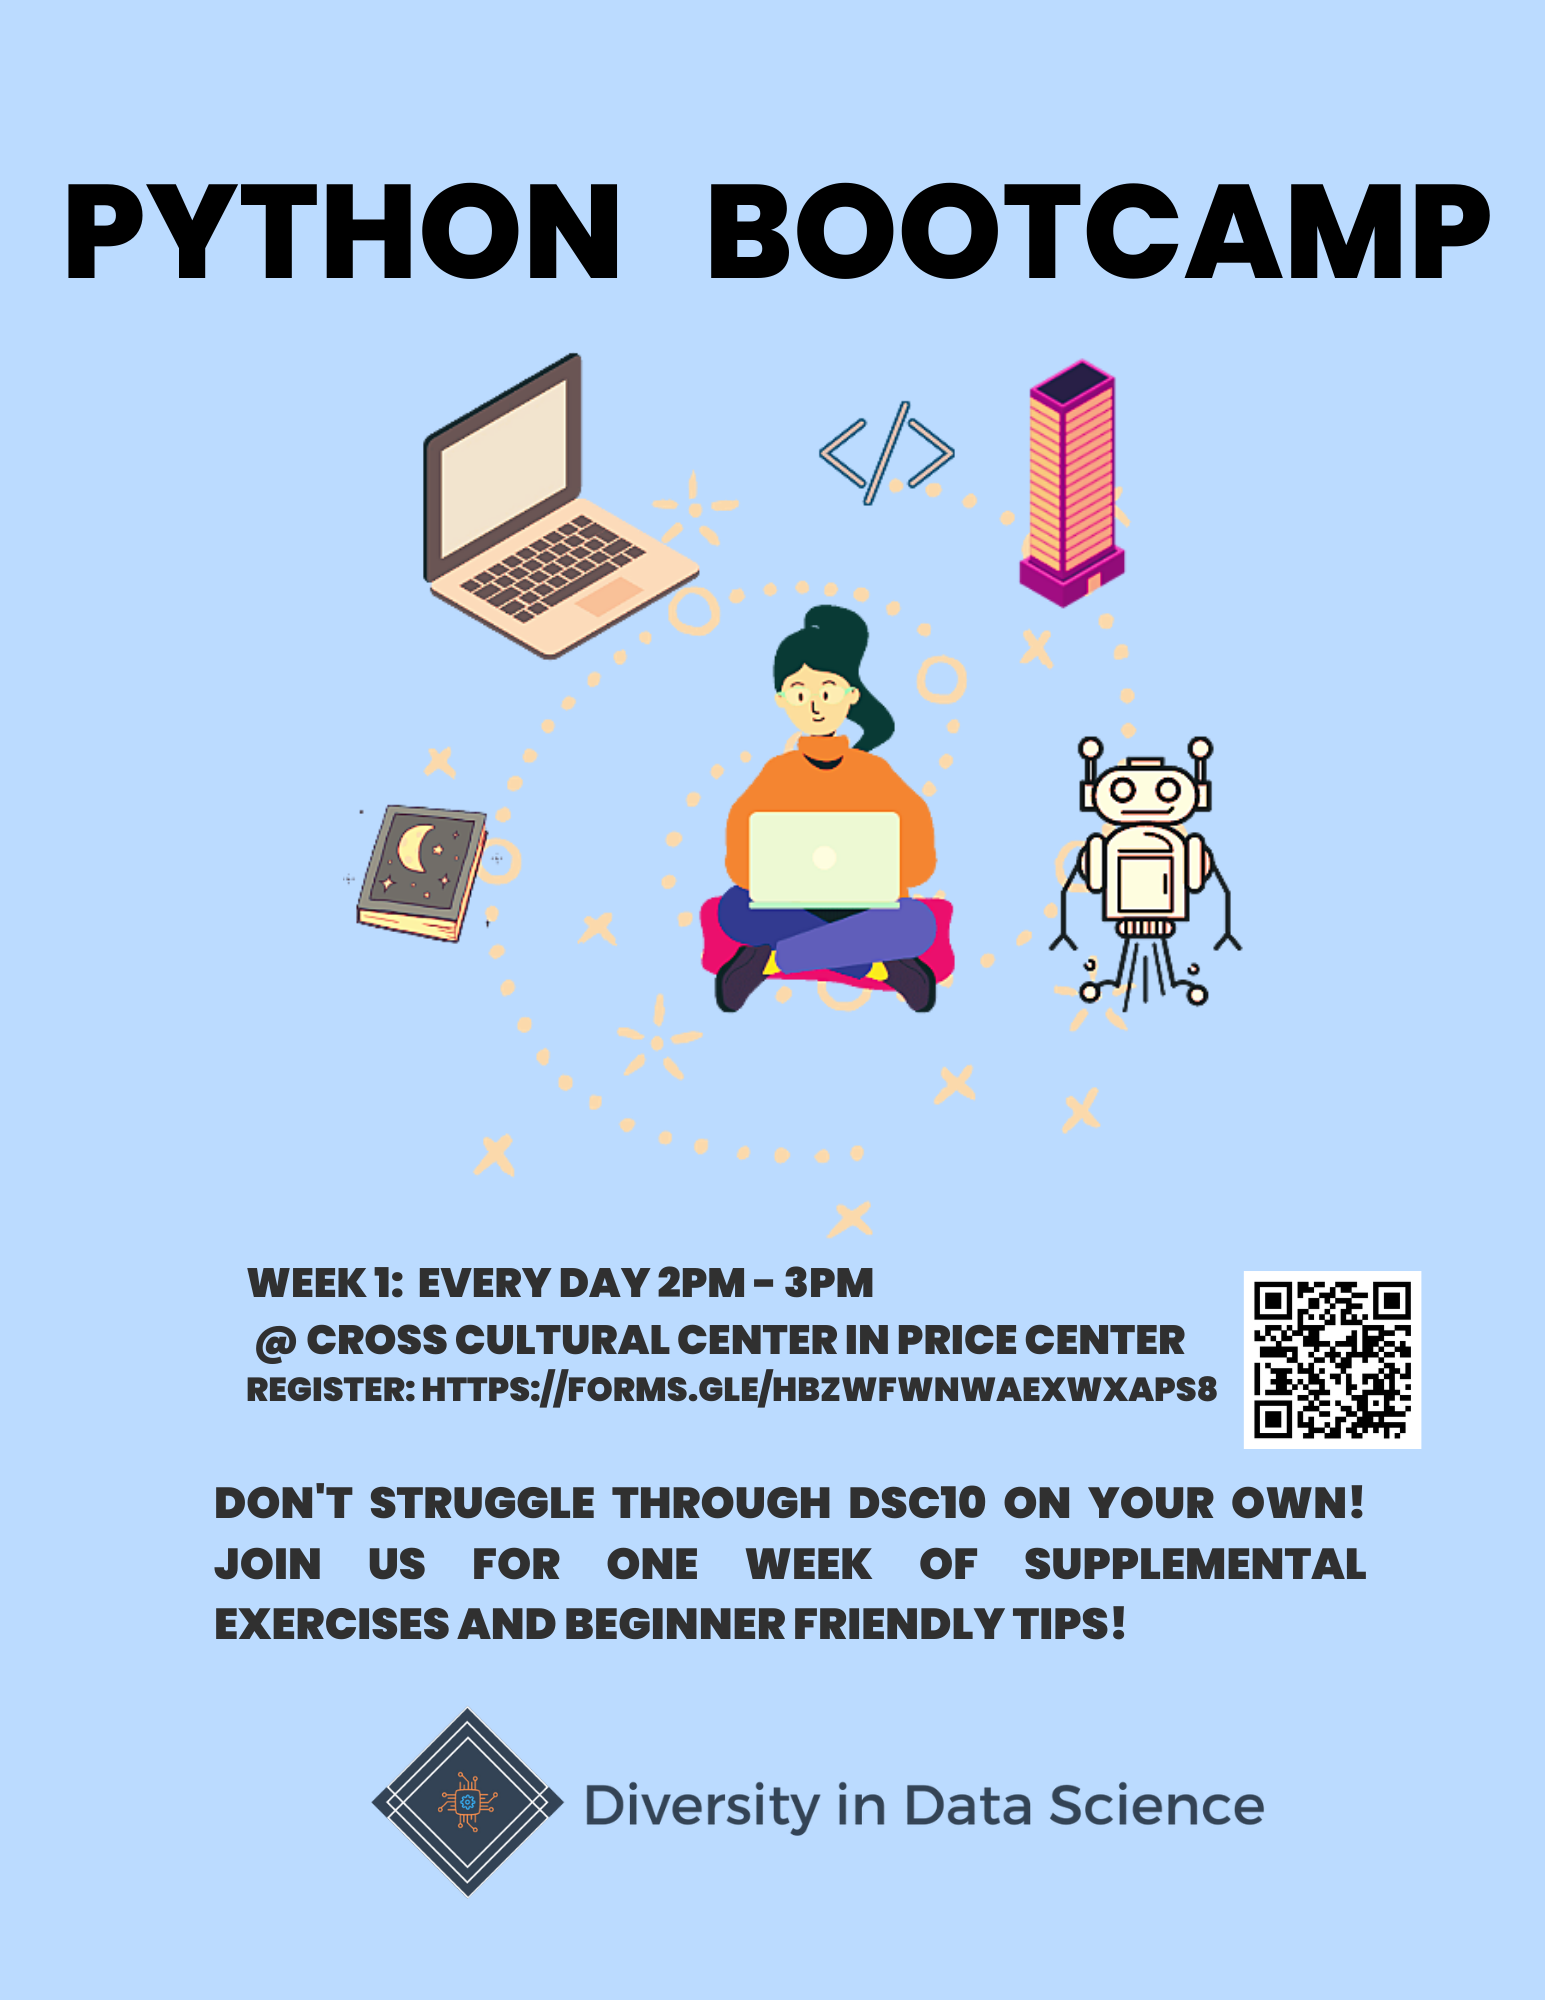 PYTHON BOOTCAMP
</>
WEEK 1: EVERY DAY 2PM - 3PM
@ CROSS CULTURAL CENTER IN PRICE CENTER
REGISTER: HTTPS://FORMS.GLE/HBZWFWNWAEXWXAPS8
DON'T STRUGGLE THROUGH DSC10 ON YOUR OWN!
JOIN US FOR ONE WEEK OF SUPPLEMENTAL
EXERCISES AND BEGINNER FRIENDLY TIPS!
Diversity in Data Science